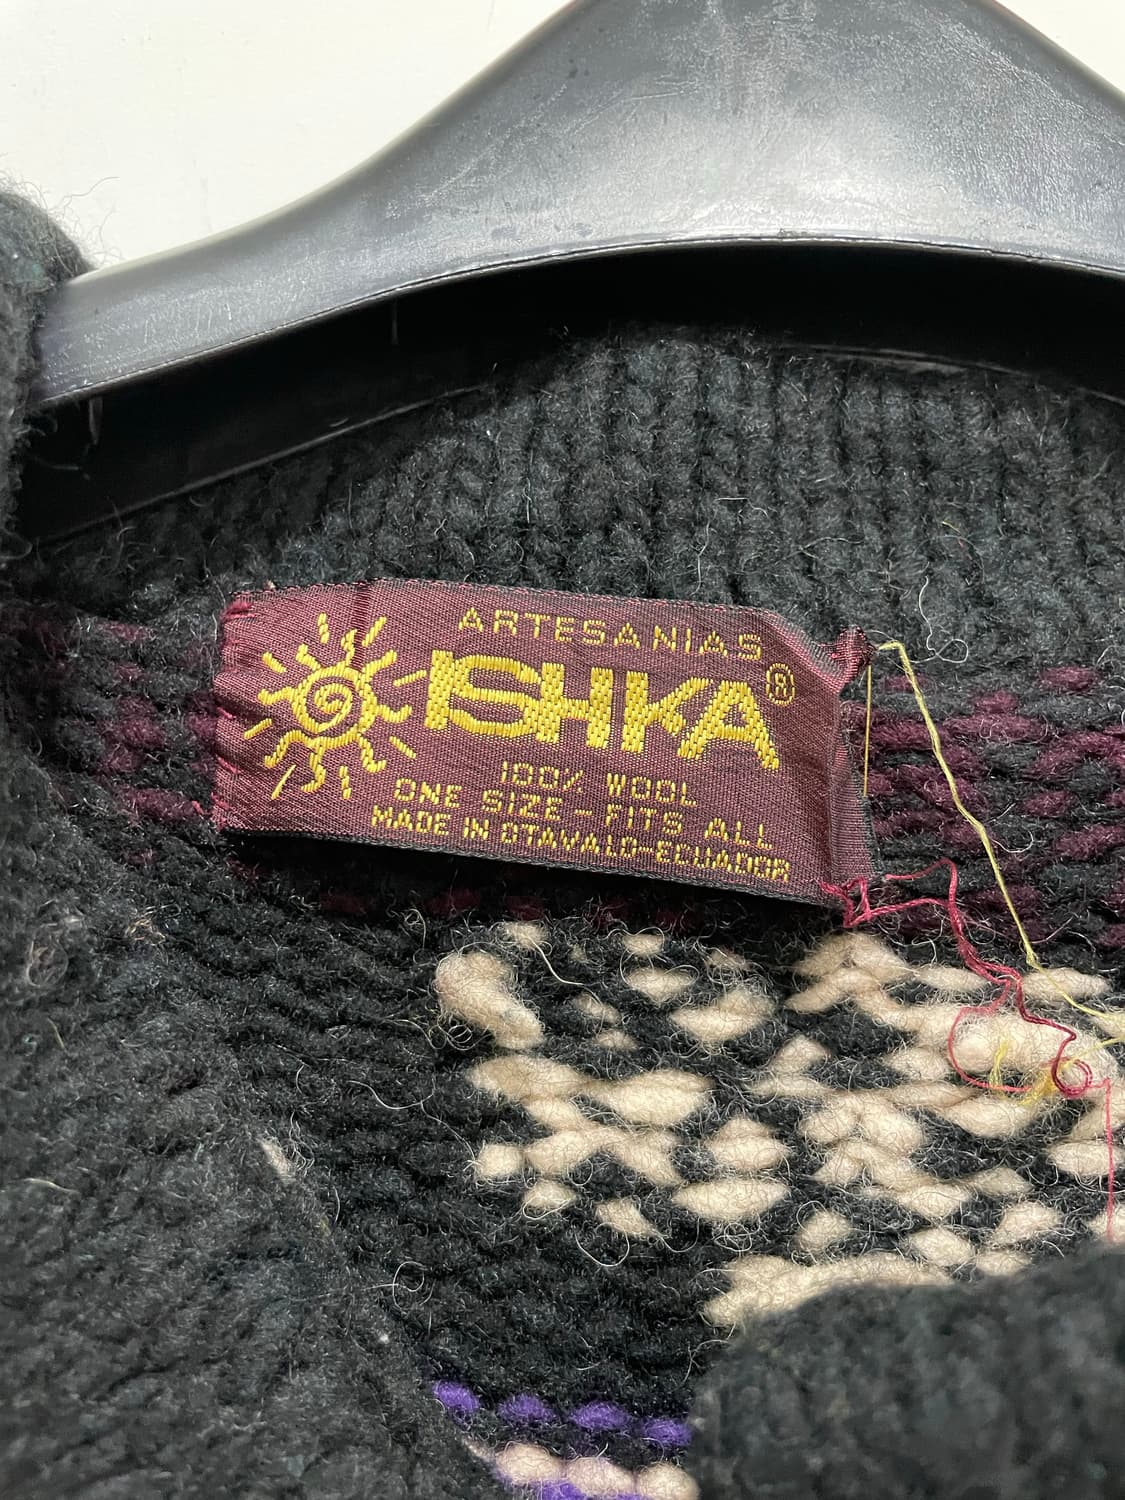 ARTESANIAS
ISHKA®
100% WOOL
ONE SIZE-FITS ALL
MADE IN OTAVALO-ECUADOR